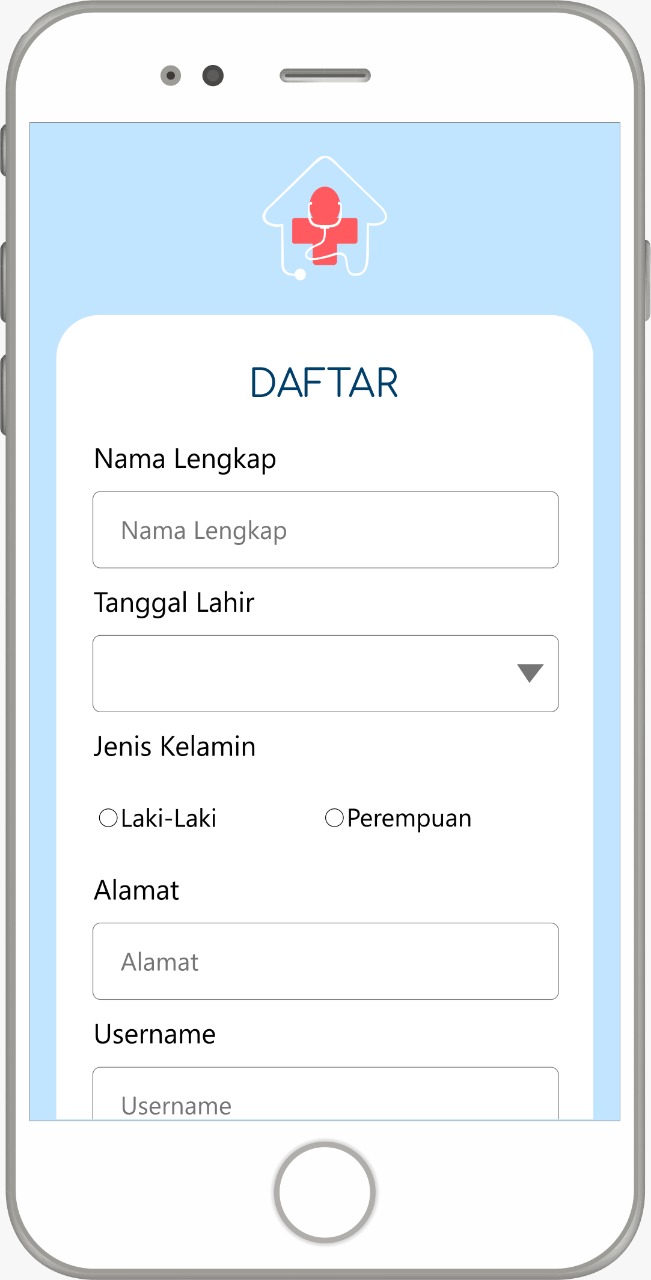 DAFTAR
Nama Lengkap
Nama Lengkap
Tanggal Lahir
Jenis Kelamin
Laki-Laki Perempuan
Alamat
Alamat
Username
Username